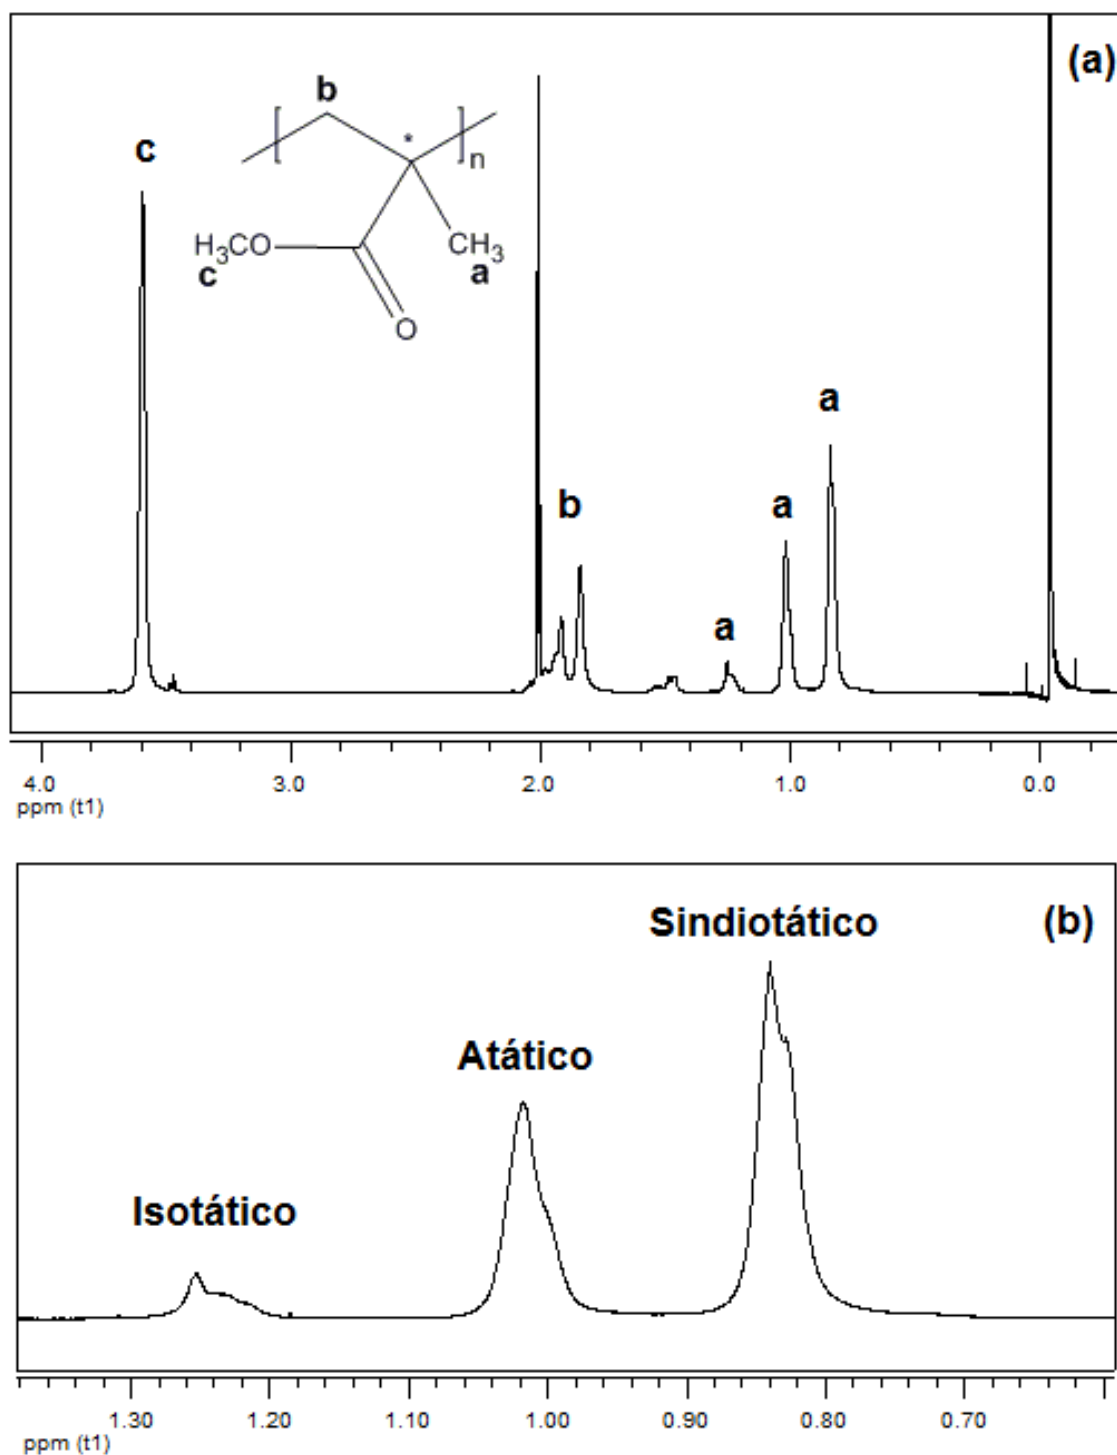 (a)
b
*
n
c
H3CO
c
CH3
a
O
a
a
b
a
4.0 3.0 2.0 1.0 0.0
ppm (t1)
(b)
Sindiotático
Atático
Isotático
1.30 1.20 1.10 1.00 0.90 0.80 0.70
ppm (t1)